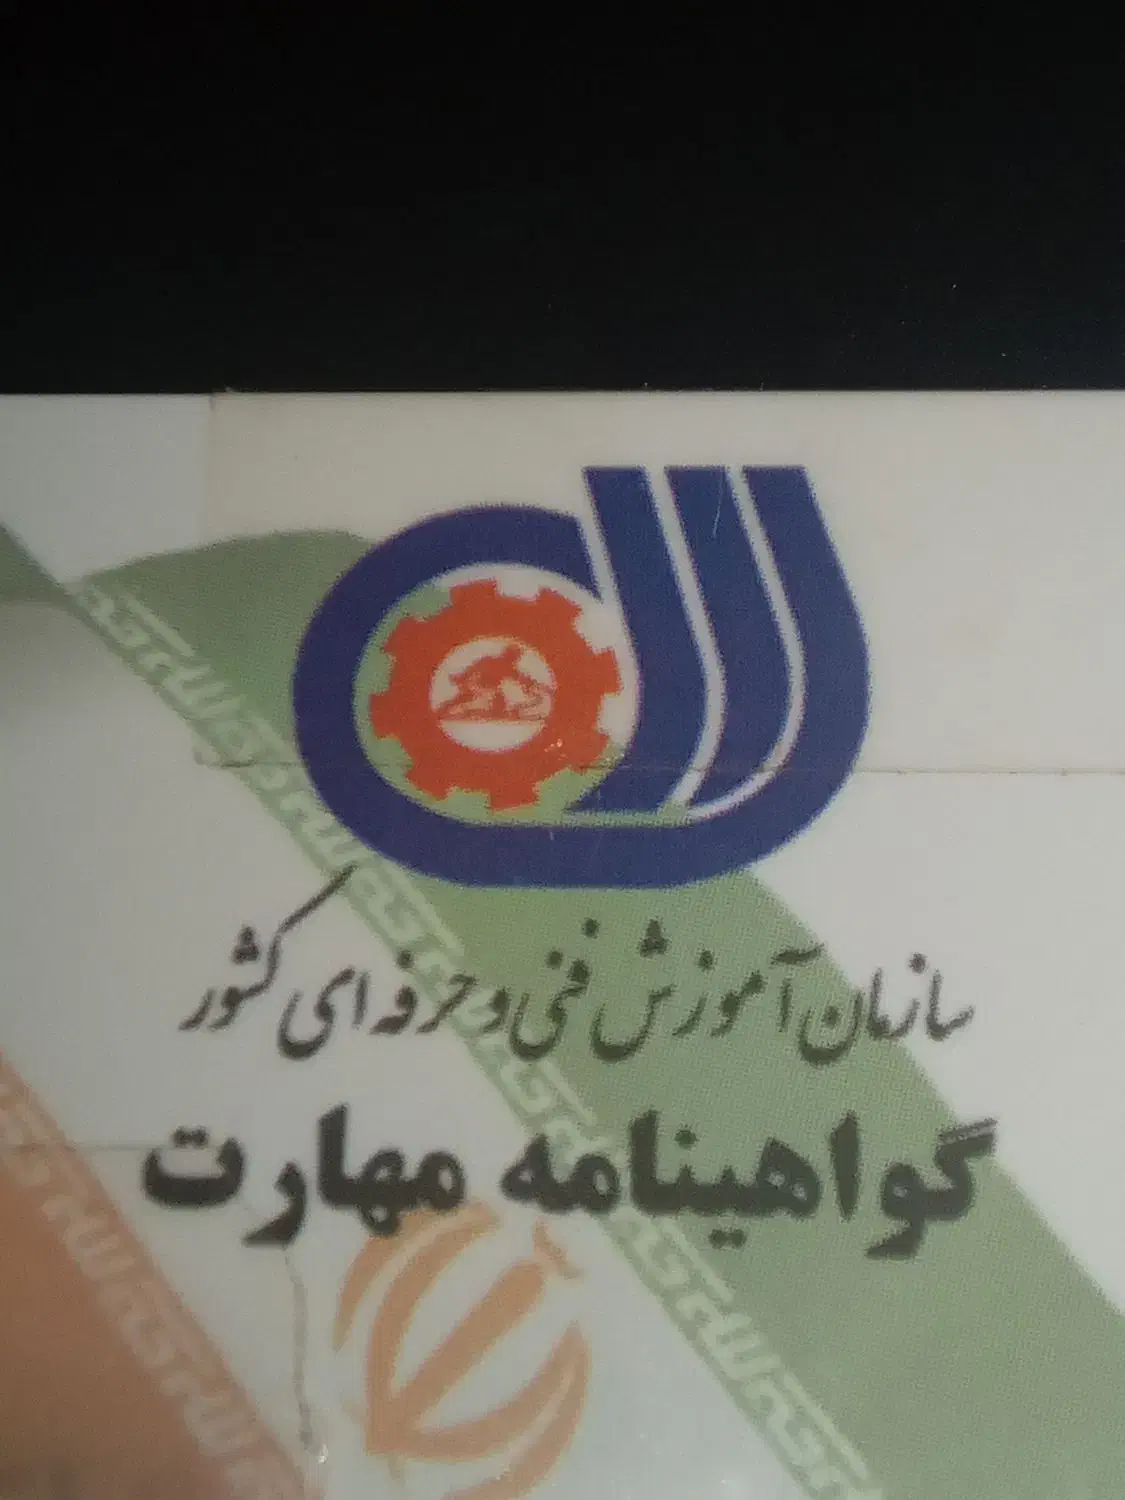 سازمان آموزش فنی و حرفه ای کشور
گواهینامه مهارت